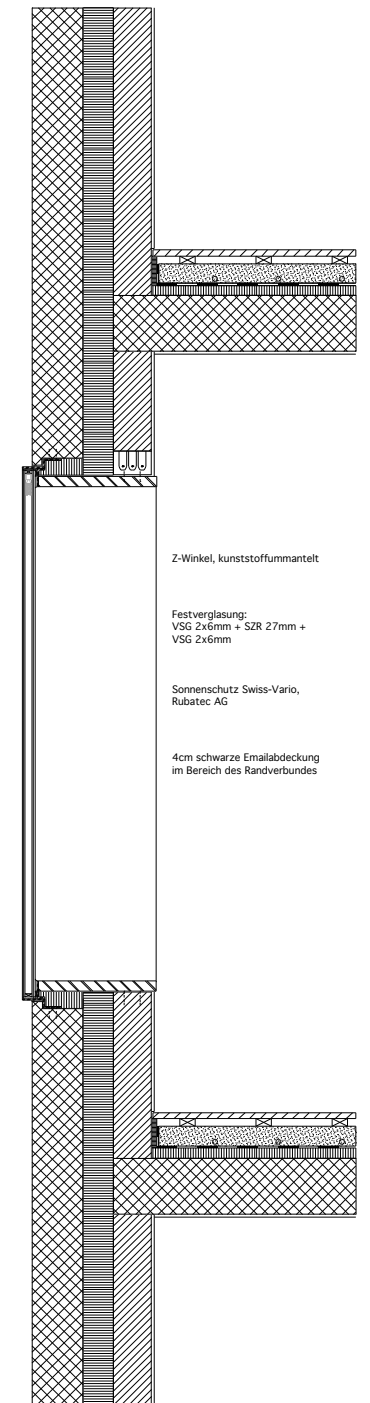 Z-Winkel, kunststoffummantelt
Festverglasung:
VSG 2x6mm + SZR 27mm +
VSG 2x6mm
Sonnenschutz Swiss-Vario,
Rubatec AG
4cm schwarze Emailabdeckung
im Bereich des Randverbundes